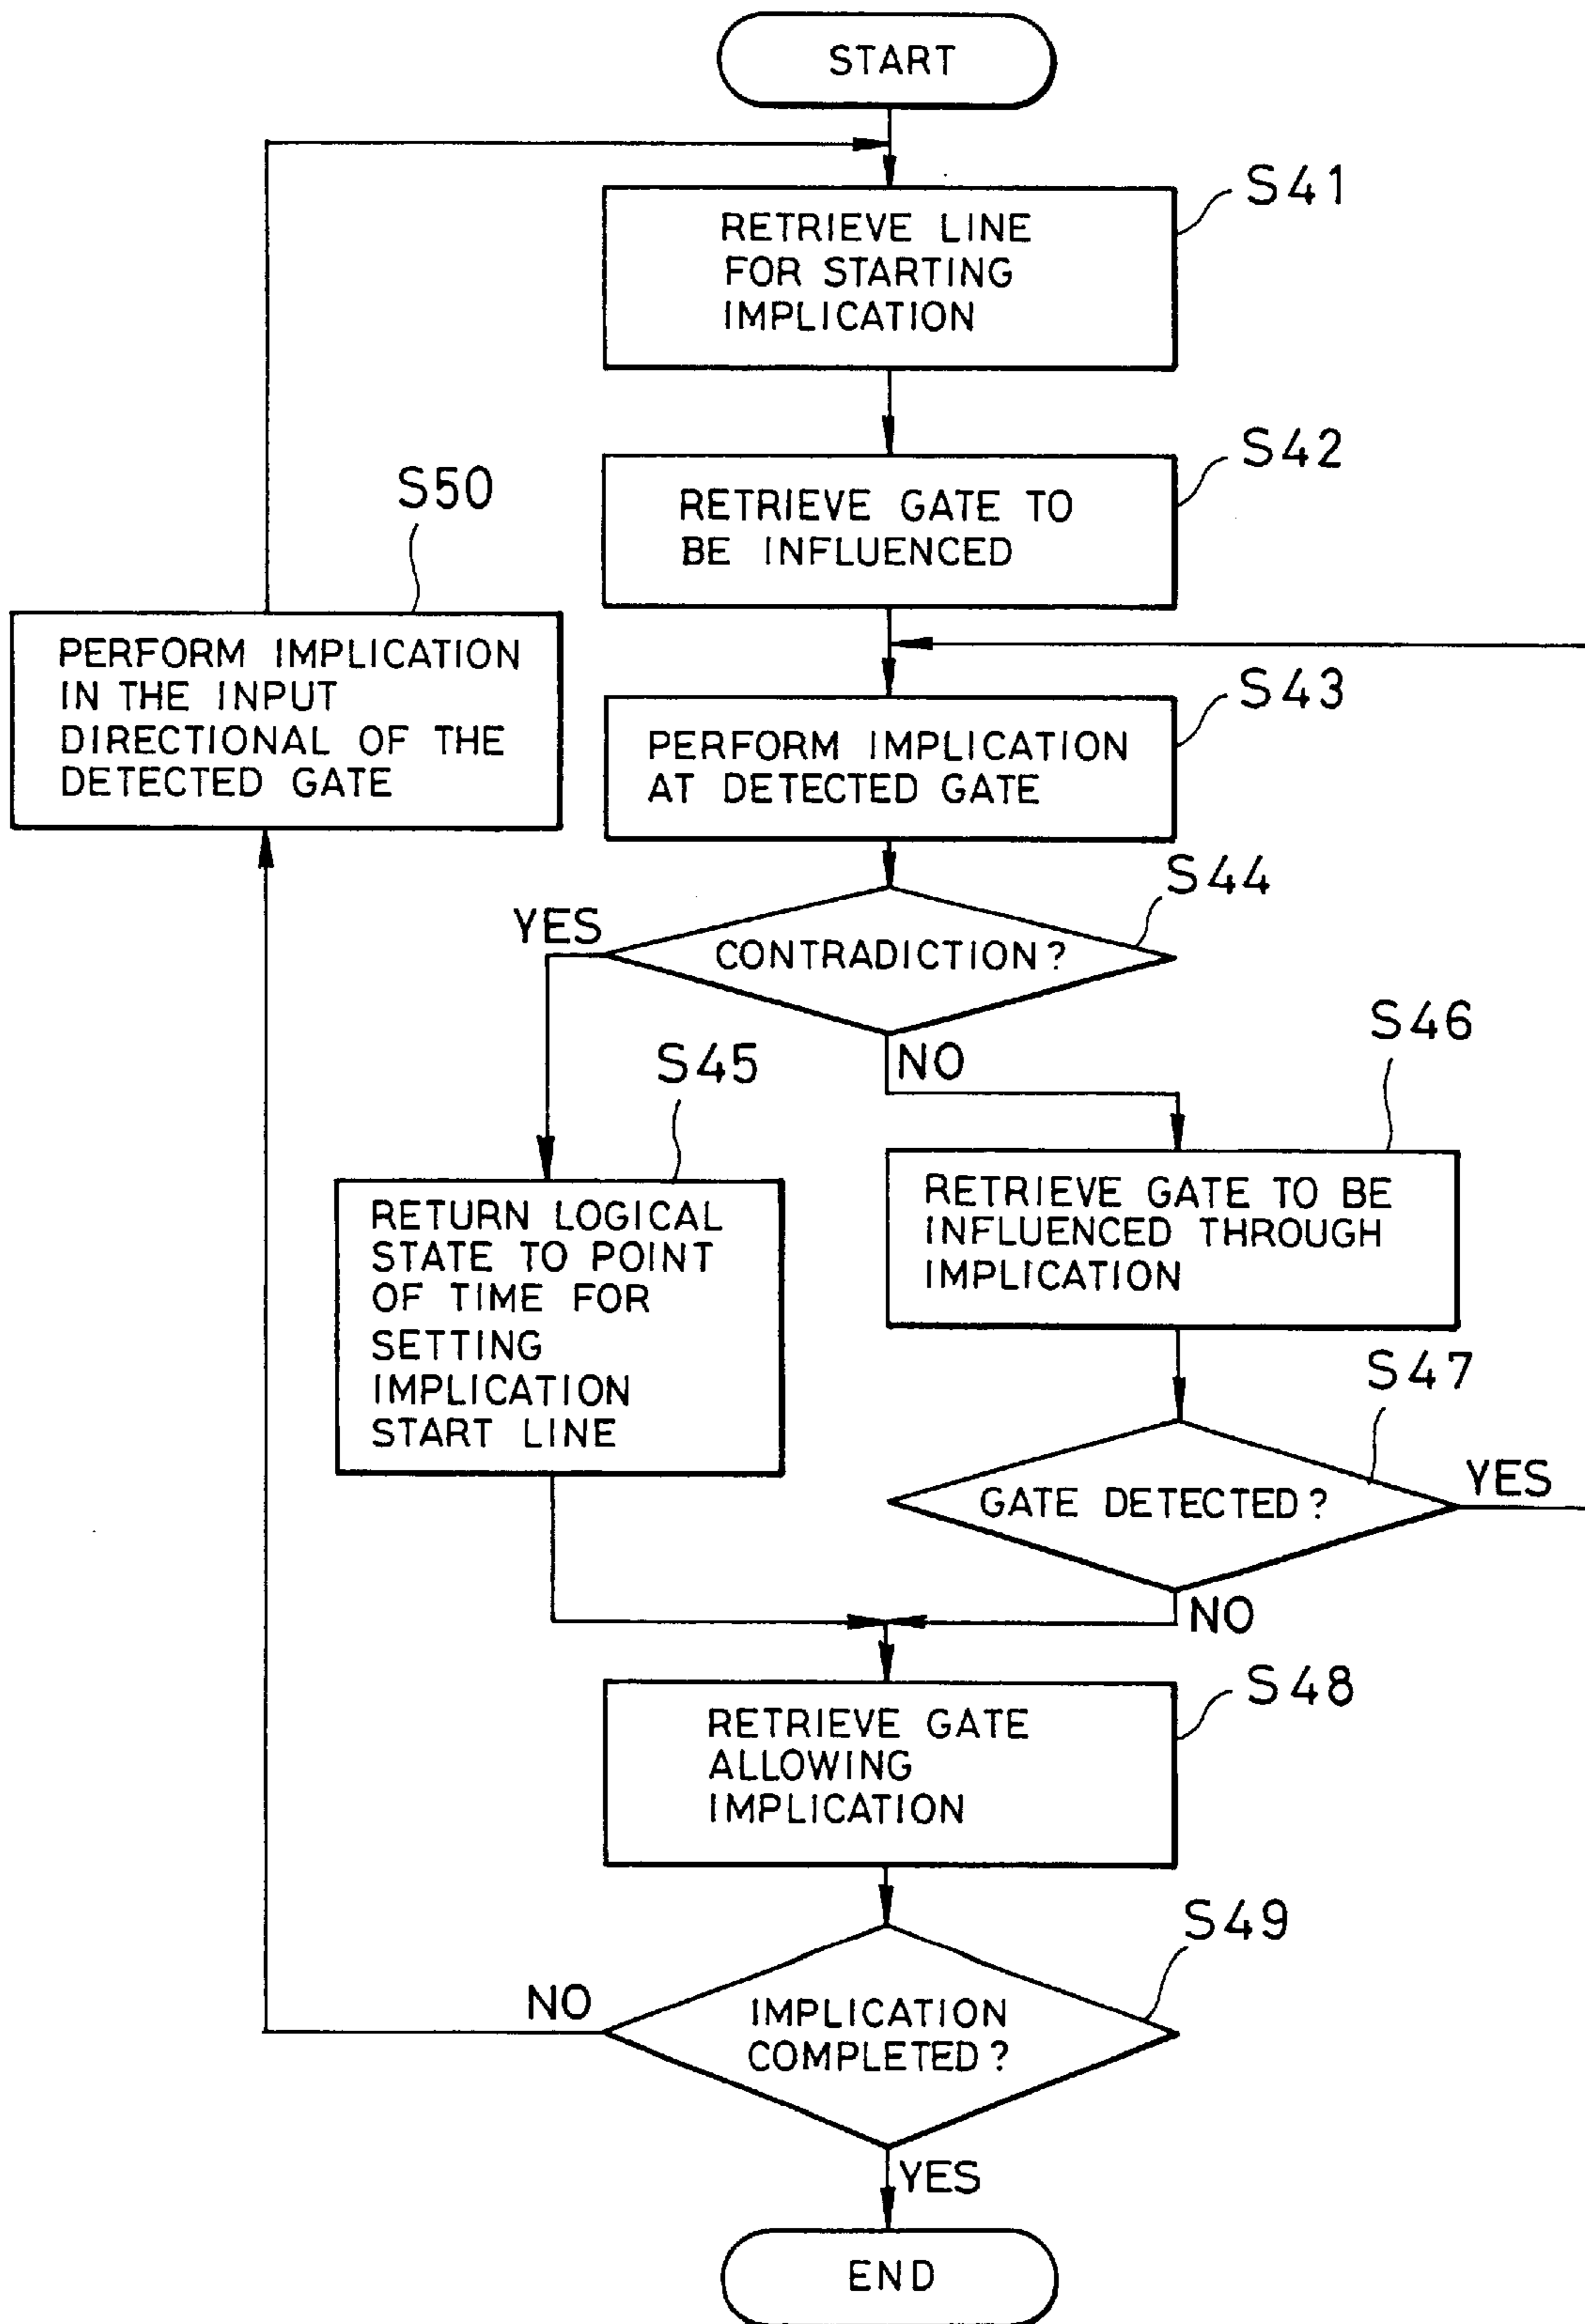 START
S41
RETRIEVE LINE
FOR STARTING
IMPLICATION
S42
RETRIEVE GATE TO
BE INFLUENCED
S50
PERFORM IMPLICATION
IN THE INPUT
DIRECTIONAL OF THE
DETECTED GATE
S43
PERFORM IMPLICATION
AT DETECTED GATE
S44
YES
CONTRADICTION?
NO
S45
RETURN LOGICAL
STATE TO POINT
OF TIME FOR
SETTING
IMPLICATION
START LINE
S46
RETRIEVE GATE TO BE
INFLUENCED THROUGH
IMPLICATION
S47
GATE DETECTED?
YES
NO
S48
RETRIEVE GATE
ALLOWING
IMPLICATION
S49
NO
IMPLICATION
COMPLETED?
YES
END